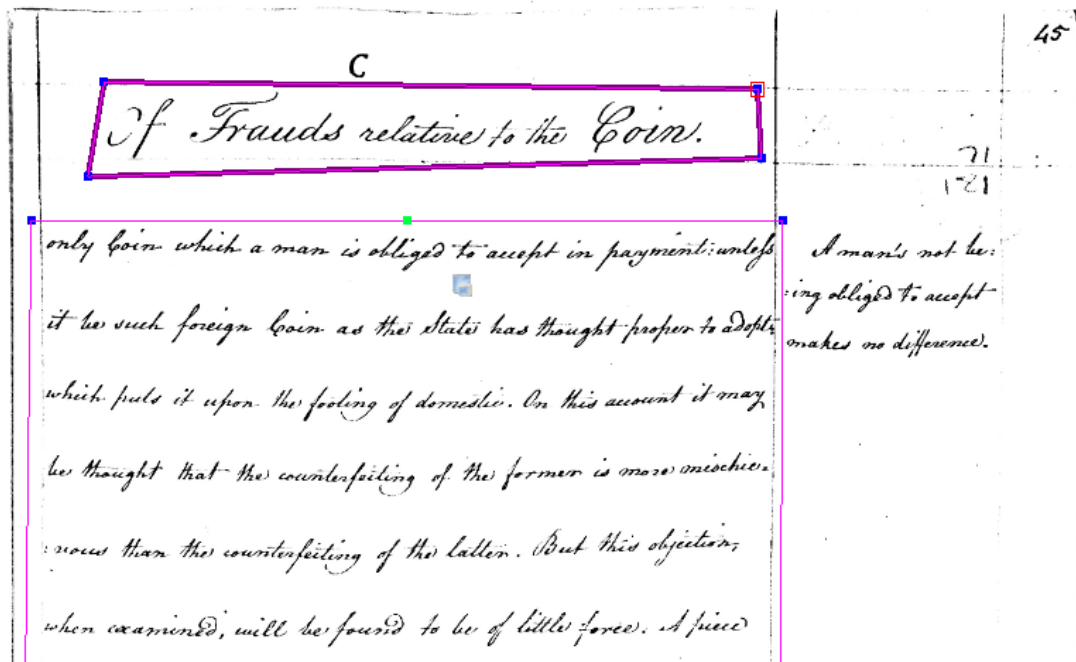 45
C
Of Frauds relative to the Coin.
71
121
only Coin which a man is obliged to accept in payment: unless
it be such foreign Coin as the State has thought proper to adopt:
which puts it upon the footing of domestic. On this account it may
be thought that the counterfeiting of the former is more mischie=
:vous than the counterfeiting of the latter. But this objection,
when examined, will be found to be of little force. A piece
A man's not be:
:ing obliged to accept
makes no difference.